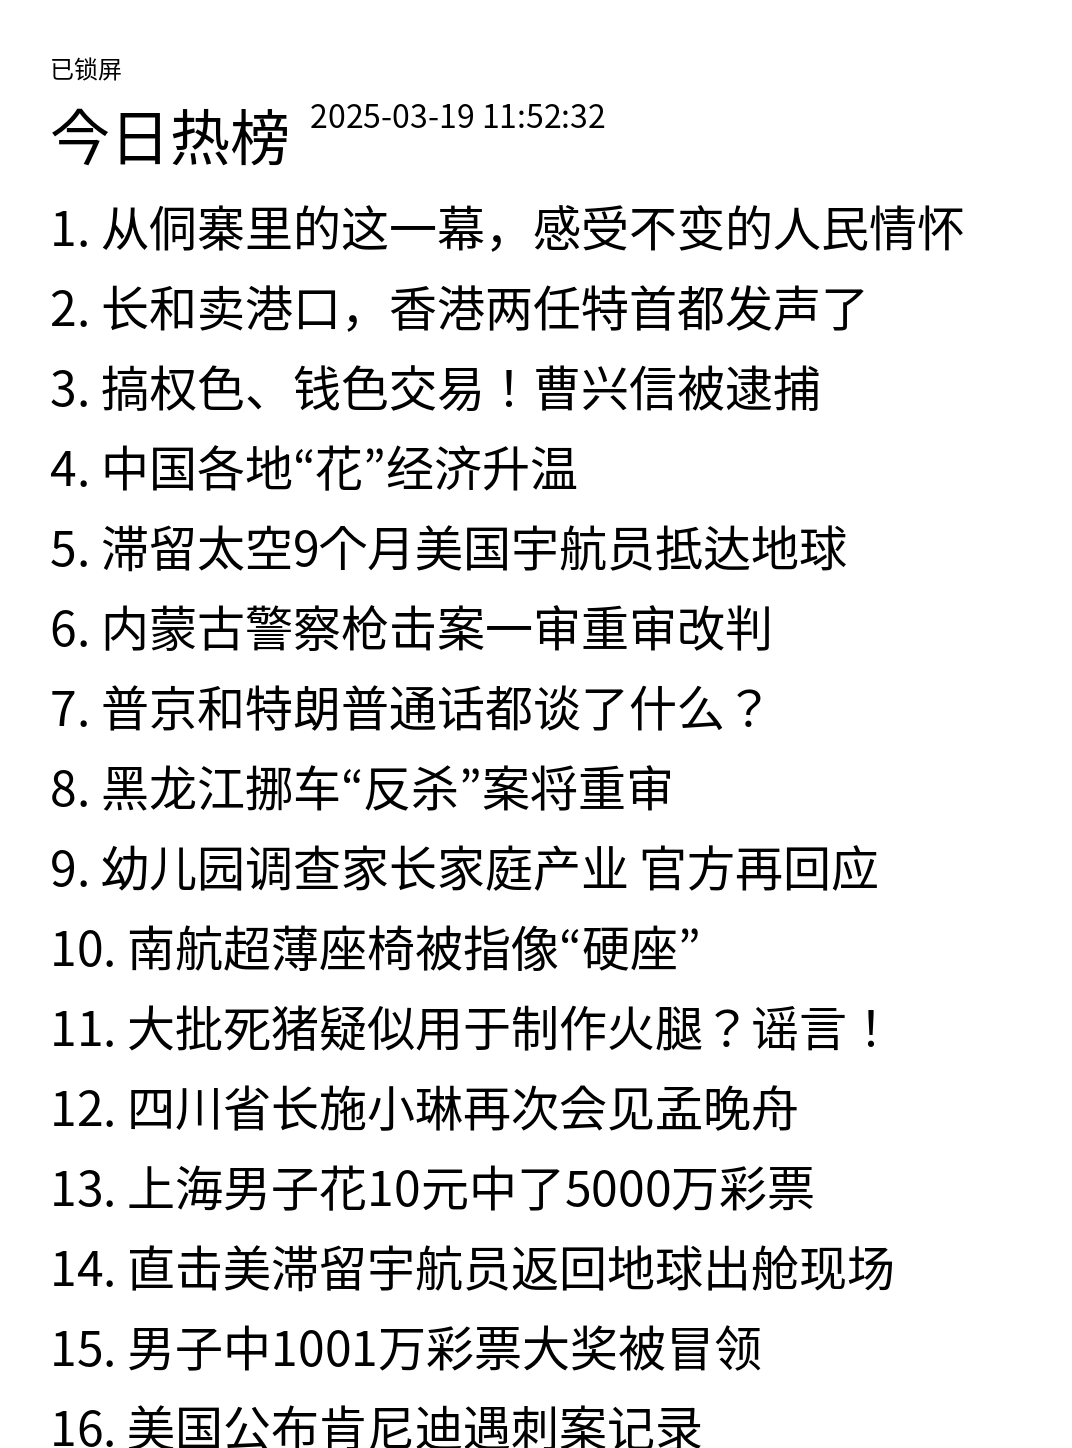 已锁屏
今日热榜 2025-03-19 11:52:32
1. 从侗寨里的这一幕，感受不变的人民情怀
2. 长和卖港口，香港两任特首都发声了
3. 搞权色、钱色交易！曹兴信被逮捕
4. 中国各地“花”经济升温
5. 滞留太空9个月美国宇航员抵达地球
6. 内蒙古警察枪击案一审重审改判
7. 普京和特朗普通话都谈了什么？
8. 黑龙江挪车“反杀”案将重审
9. 幼儿园调查家长家庭产业 官方再回应
10. 南航超薄座椅被指像“硬座”
11. 大批死猪疑似用于制作火腿？谣言！
12. 四川省长施小琳再次会见孟晚舟
13. 上海男子花10元中了5000万彩票
14. 直击美滞留宇航员返回地球出舱现场
15. 男子中1001万彩票大奖被冒领
16. 美国公布肯尼迪遇刺案记录